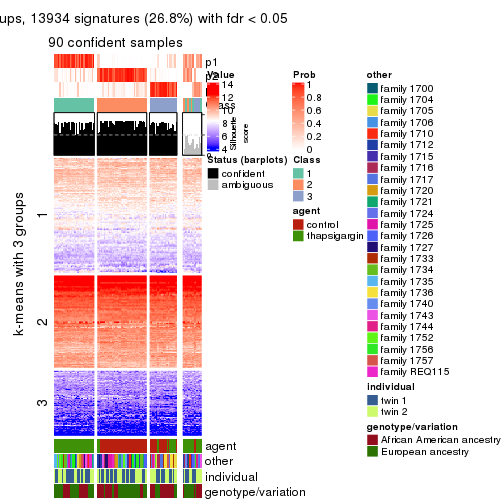 ups, 13934 signatures (26.8%) with fdr < 0.05
90 confident samples
p1
p2
p3
Class
Silhouette score
k-means with 3 groups
1
2
3
agent
other
individual
genotype/variation
Value
14
12
10
8
6
4
Status (barplots)
confident
ambiguous
Prob
1
0.8
0.6
0.4
0.2
0
Class
1
2
3
agent
control
thapsigargin
other
family 1700
family 1704
family 1705
family 1706
family 1710
family 1712
family 1715
family 1716
family 1717
family 1720
family 1721
family 1724
family 1725
family 1726
family 1727
family 1733
family 1734
family 1735
family 1736
family 1740
family 1743
family 1744
family 1752
family 1756
family 1757
family REQ115
individual
twin 1
twin 2
genotype/variation
African American ancestry
European ancestry